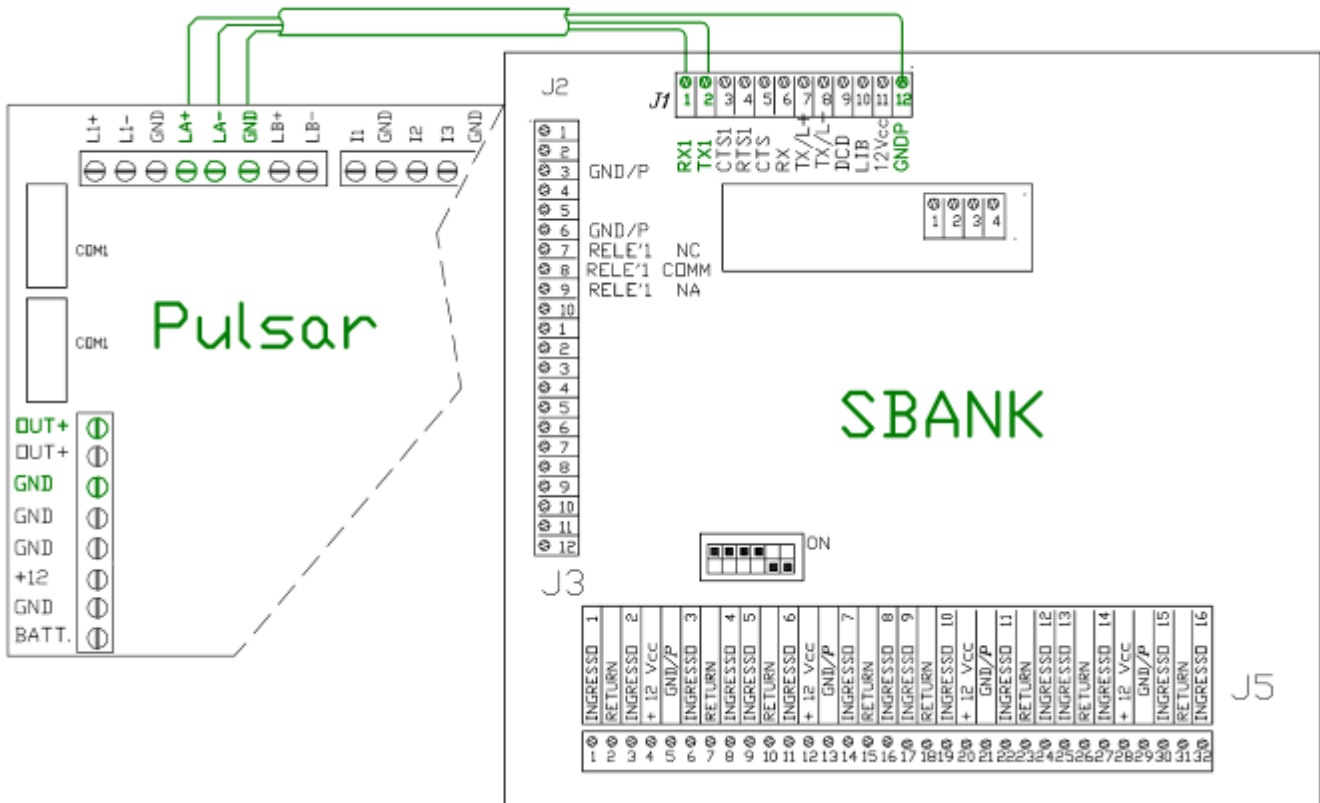 L1+ L1- GND LA+ LA- GND LB+ LB- I1 GND I2 I3 GND
COM1
COM1
Pulsar
OUT+
OUT+
GND
GND
GND
+12
GND
BATT.
J2
J1
1 2 3 4 5 6 7 8 9 10 11 12
RX1 TX1 CTS1 RTS1 CTS RX TX/L+ TX/L- DCD LIB 12Vcc GNDP
1 2 3 4
1
2
3 GND/P
4
5
6 GND/P
7 RELE'1 NC
8 RELE'1 COMM
9 RELE'1 NA
10
1
2
3
4
5
6
7
8
9
10
11
12
SBANK
ON
J3
INGRESSO 1 RETURN INGRESSO 2 + 12 Vcc GND/P INGRESSO 3 RETURN INGRESSO 4 INGRESSO 5 RETURN INGRESSO 6 + 12 Vcc GND/P INGRESSO 7 RETURN INGRESSO 8 INGRESSO 9 RETURN INGRESSO 10 + 12 Vcc GND/P INGRESSO 11 RETURN INGRESSO 12 INGRESSO 13 RETURN INGRESSO 14 + 12 Vcc GND/P INGRESSO 15 RETURN INGRESSO 16
J5
1 2 3 4 5 6 7 8 9 10 11 12 13 14 15 16 17 18 19 20 21 22 23 24 25 26 27 28 29 30 31 32